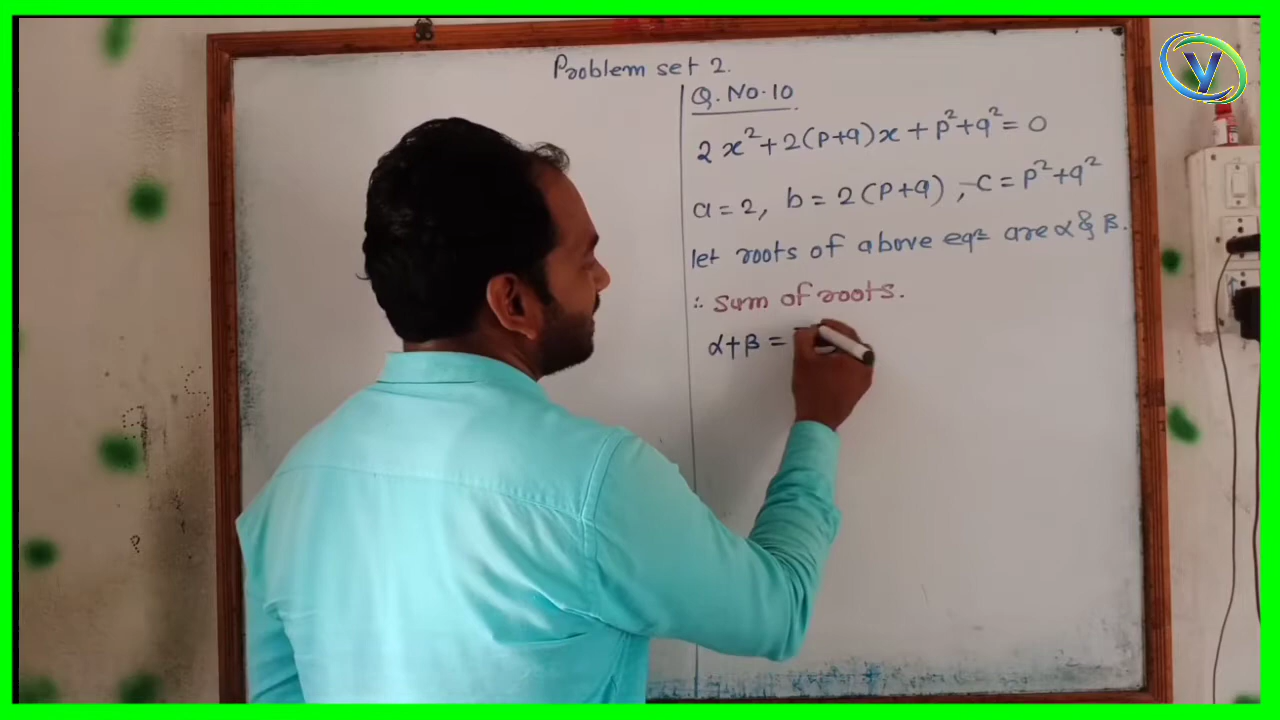 Problem set 2.
Q. No. 10
2x² + 2(p+q)x + p² + q² = 0
a = 2, b = 2(p+q), c = p² + q²
let roots of above eqⁿ are α & β.
∴ sum of roots.
α+β =
V